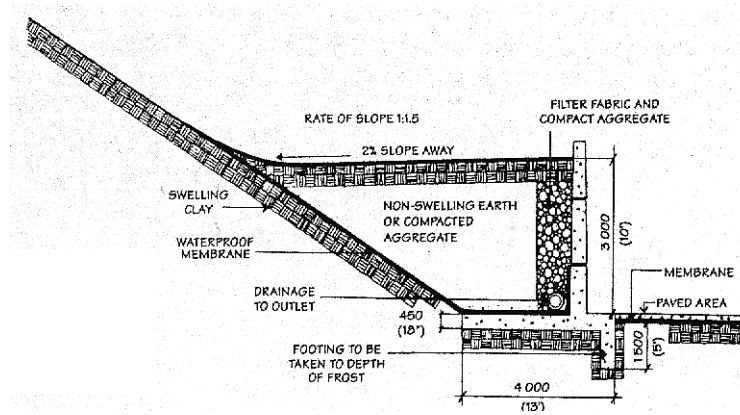 FILTER FABRIC AND
COMPACT AGGREGATE
RATE OF SLOPE 1:1.5
2% SLOPE AWAY
SWELLING
CLAY
NON-SWELLING EARTH
OR COMPACTED
AGGREGATE
3 000
(10")
WATERPROOF
MEMBRANE
MEMBRANE
DRAINAGE
TO OUTLET
PAVED AREA
450
(18")
FOOTING TO BE
TAKEN TO DEPTH
OF FROST
1500
(5')
4 000
(13')